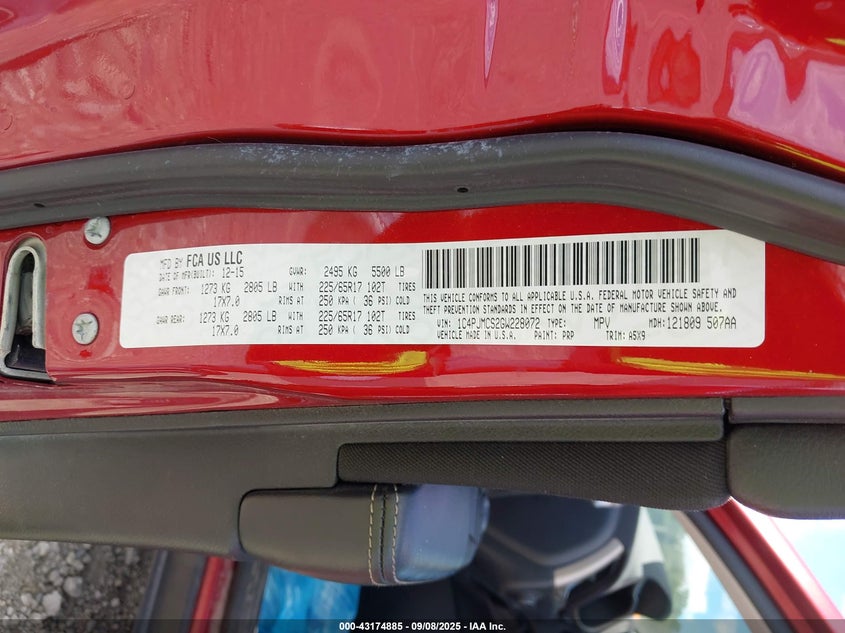 MFD BY FCA US LLC
DATE OF MFR(BUILT): 12-15 GVWR: 2495 KG 5500 LB
GAWR FRONT: 1273 KG 2805 LB WITH 225/65R17 102T TIRES
17X7.0 RIMS AT 250 KPA ( 36 PSI) COLD
GAWR REAR: 1273 KG 2805 LB WITH 225/65R17 102T TIRES
17X7.0 RIMS AT 250 KPA ( 36 PSI) COLD
THIS VEHICLE CONFORMS TO ALL APPLICABLE U.S.A. FEDERAL MOTOR VEHICLE SAFETY AND
THEFT PREVENTION STANDARDS IN EFFECT ON THE DATE OF MANUFACTURE SHOWN ABOVE.
VIN: 1C4PJMCS2GW228072 TYPE: MPV MDH:121809 507AA
VEHICLE MADE IN U.S.A. PAINT: PRP TRIM: A5X9
000-43174885 - 09/08/2025 - IAA Inc.